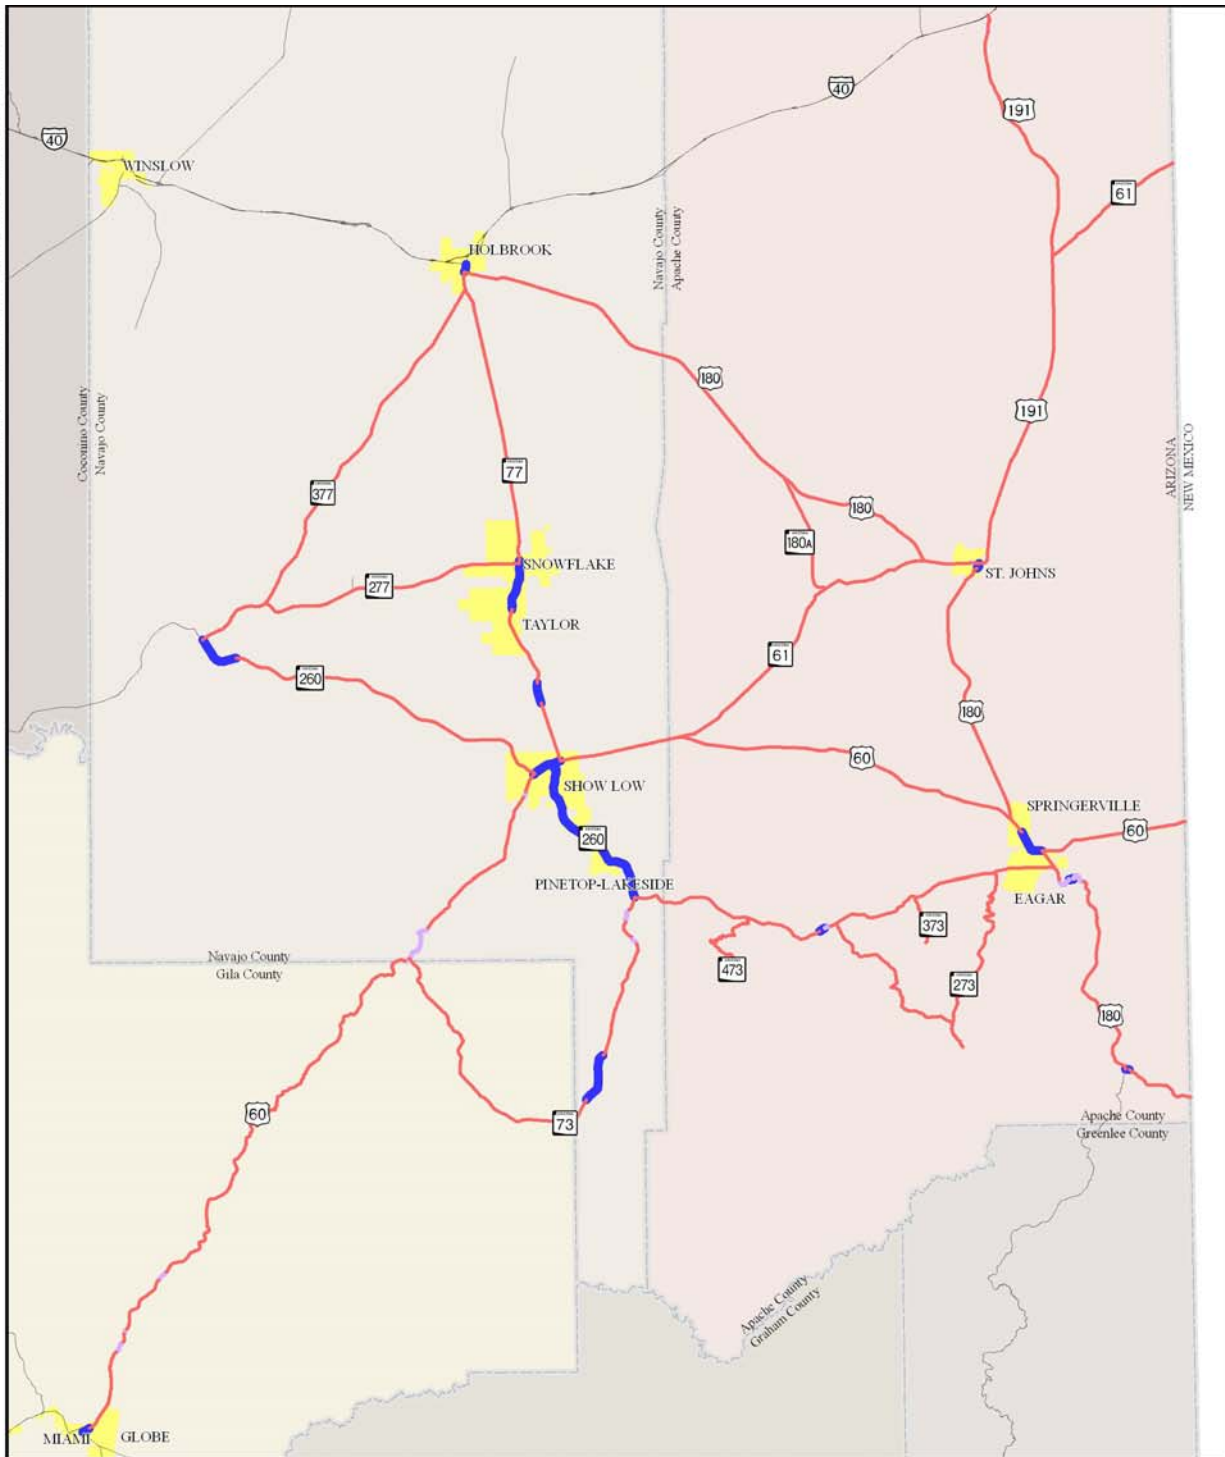 40
191
40
WINSLOW
61
Navajo County
Apache County
HOLBROOK
180
191
Coconino County
Navajo County
ARIZONA
NEW MEXICO
77
377
180
180A
SNOWFLAKE
ST. JOHNS
277
TAYLOR
61
260
180
60
SHOW LOW
SPRINGERVILLE
60
260
PINETOP-LAKESIDE
EAGAR
373
Navajo County
Gila County
473
273
180
60
73
Apache County
Greenlee County
Apache County
Graham County
MIAMI
GLOBE